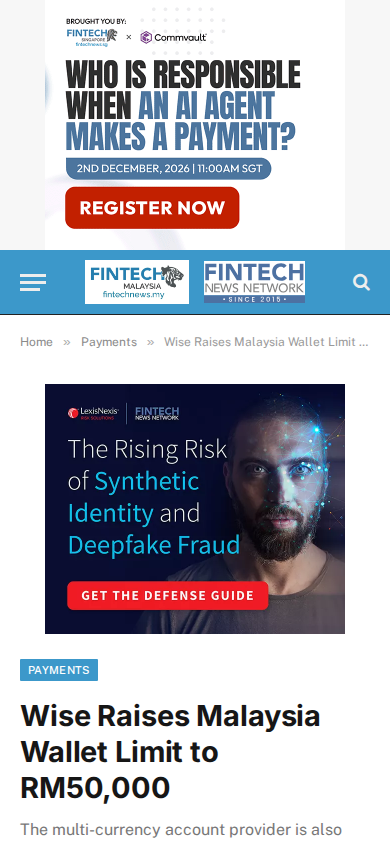 BROUGHT YOU BY:
FINTECH SINGAPORE fintechnews.sg × Commvault
WHO IS RESPONSIBLE
WHEN AN AI AGENT
MAKES A PAYMENT?
2ND DECEMBER, 2026 | 11:00AM SGT
REGISTER NOW
FINTECH MALAYSIA fintechnews.my
FINTECH NEWS NETWORK • SINCE 2015 •
Home » Payments » Wise Raises Malaysia Wallet Limit ...
LexisNexis RISK SOLUTIONS | FINTECH NEWS NETWORK
The Rising Risk
of Synthetic
Identity and
Deepfake Fraud
GET THE DEFENSE GUIDE
PAYMENTS
Wise Raises Malaysia
Wallet Limit to
RM50,000
The multi-currency account provider is also